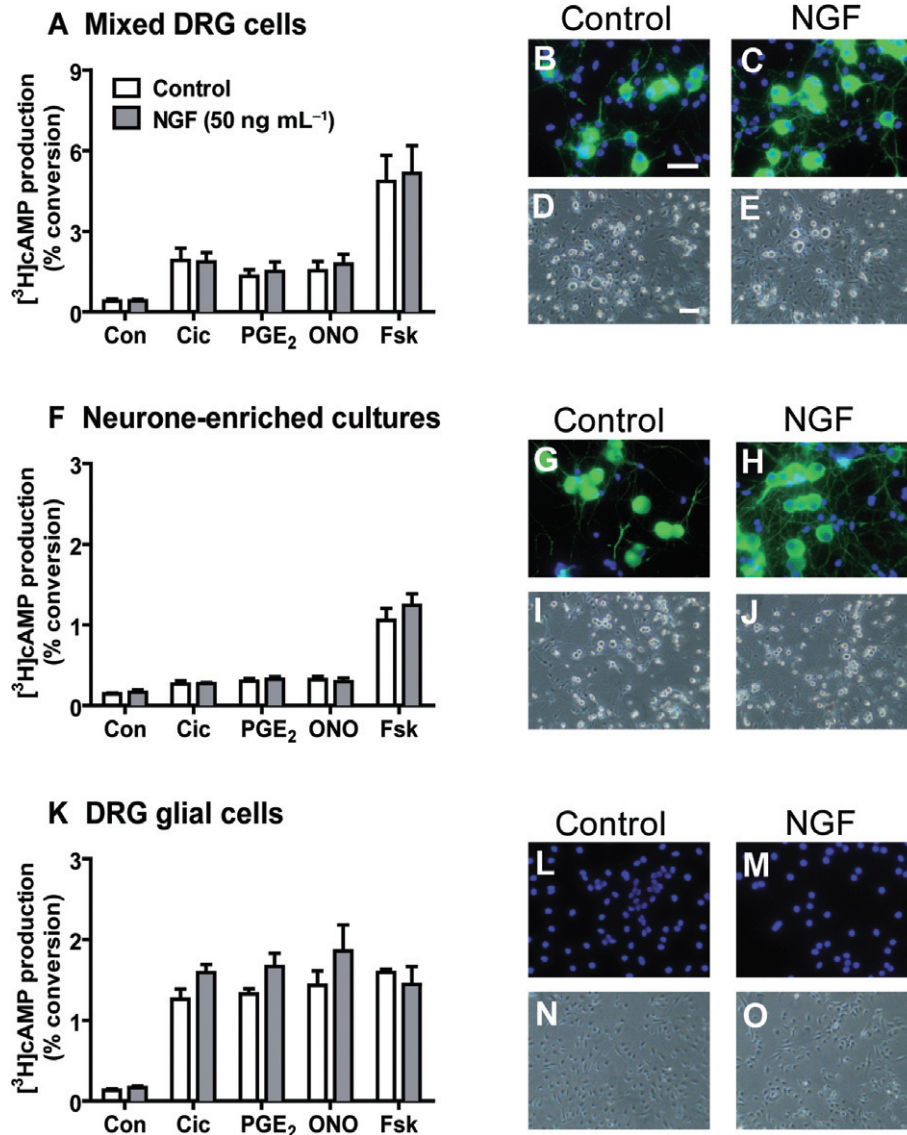 A Mixed DRG cells
[³H]cAMP production
(% conversion)
9
6
3
0
Control
NGF (50 ng mL⁻¹)
Con Cic PGE₂ ONO Fsk
Control NGF
B C
D E
F Neurone-enriched cultures
[³H]cAMP production
(% conversion)
3
2
1
0
Con Cic PGE₂ ONO Fsk
Control NGF
G H
I J
K DRG glial cells
[³H]cAMP production
(% conversion)
3
2
1
0
Con Cic PGE₂ ONO Fsk
Control NGF
L M
N O